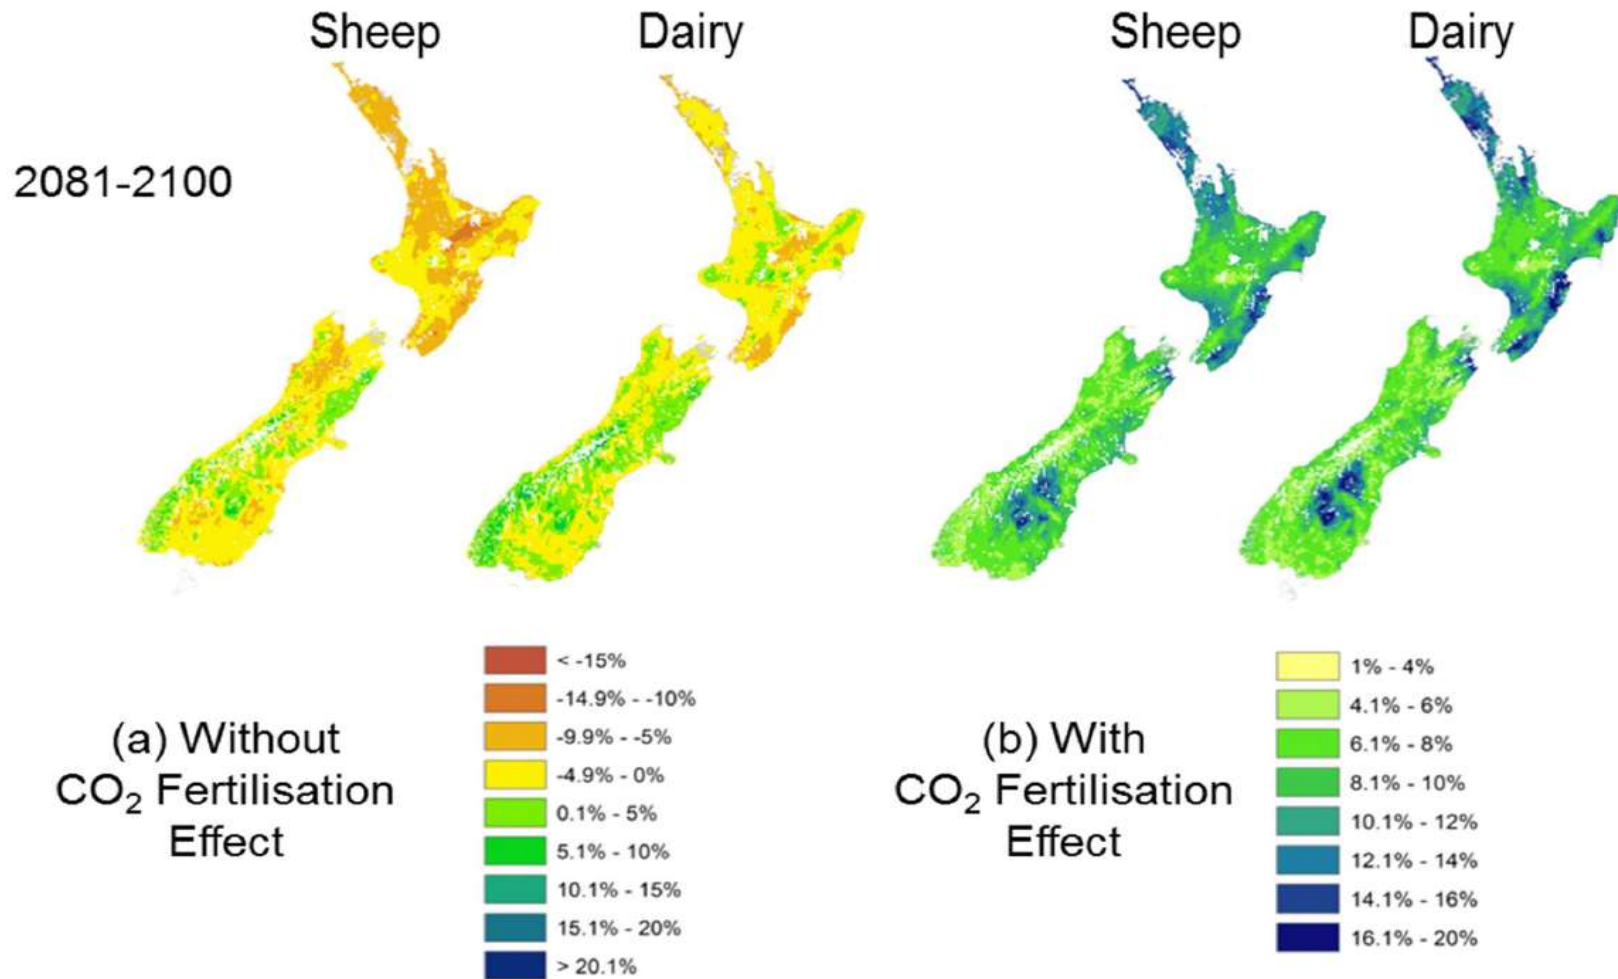 Sheep Dairy Sheep Dairy
2081-2100
(a) Without
CO₂ Fertilisation
Effect
< -15%
-14.9% - -10%
-9.9% - -5%
-4.9% - 0%
0.1% - 5%
5.1% - 10%
10.1% - 15%
15.1% - 20%
> 20.1%
(b) With
CO₂ Fertilisation
Effect
1% - 4%
4.1% - 6%
6.1% - 8%
8.1% - 10%
10.1% - 12%
12.1% - 14%
14.1% - 16%
16.1% - 20%